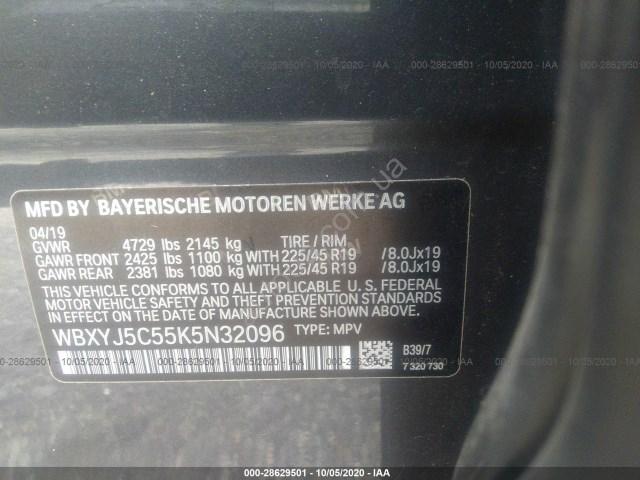 000-28629501 - 10/05/2020 - IAA
MFD BY BAYERISCHE MOTOREN WERKE AG
04/19
GVWR 4729 lbs 2145 kg TIRE / RIM
GAWR FRONT 2425 lbs 1100 kg WITH 225/45 R19 /8.0Jx19
GAWR REAR 2381 lbs 1080 kg WITH 225/45 R19 /8.0Jx19
THIS VEHICLE CONFORMS TO ALL APPLICABLE U. S. FEDERAL
MOTOR VEHICLE SAFETY, BUMPER, AND THEFT PREVENTION
STANDARDS IN EFFECT ON THE DATE OF MANUFACTURE SHOWN ABOVE
WBXYJ5C55K5N32096 TYPE: MPV
B39/7
7 320 730
000-28629501 - 10/05/2020 - IAA